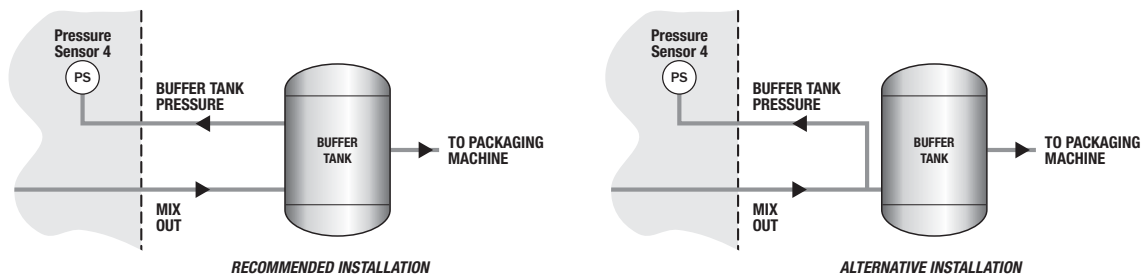 Pressure
Sensor 4
PS
BUFFER TANK
PRESSURE
BUFFER
TANK
TO PACKAGING
MACHINE
MIX
OUT
RECOMMENDED INSTALLATION
Pressure
Sensor 4
PS
BUFFER TANK
PRESSURE
BUFFER
TANK
TO PACKAGING
MACHINE
MIX
OUT
ALTERNATIVE INSTALLATION